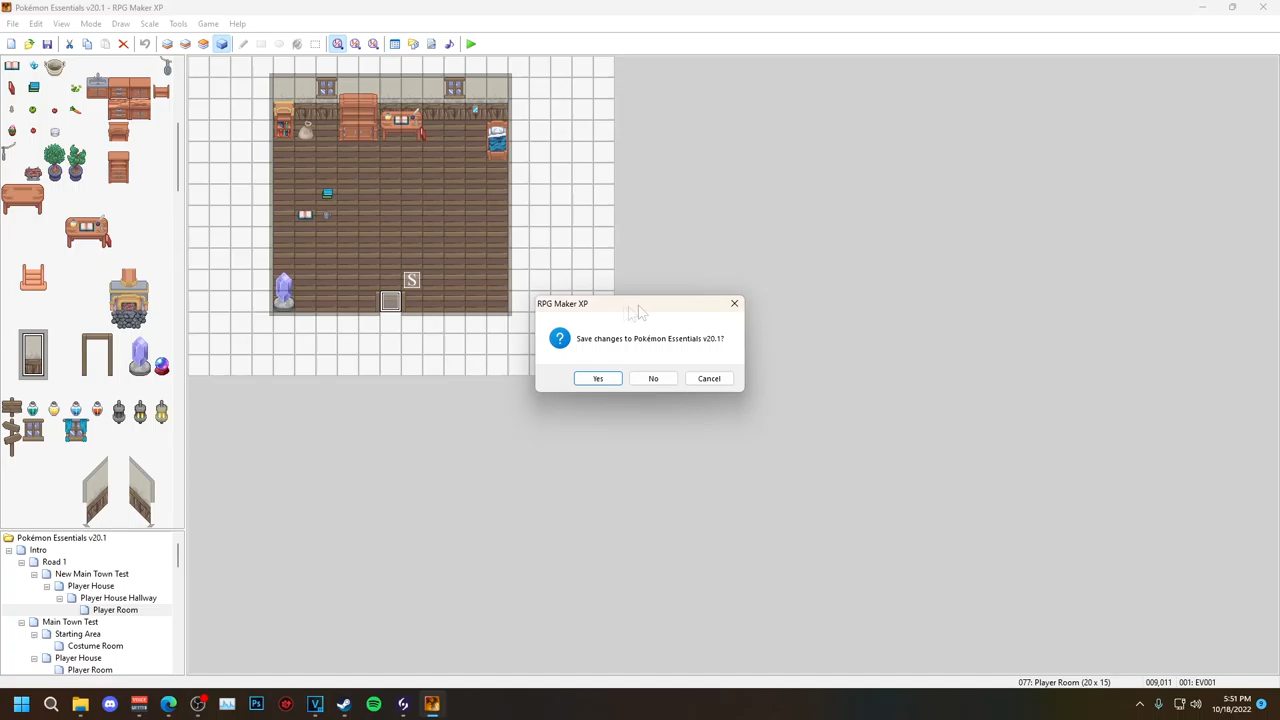 Pokémon Essentials v20.1 - RPG Maker XP
File Edit View Mode Draw Scale Tools Game Help
S
RPG Maker XP
Save changes to Pokémon Essentials v20.1?
Yes No Cancel
Pokémon Essentials v20.1
Intro
Road 1
New Main Town Test
Player House
Player House Hallway
Player Room
Main Town Test
Starting Area
Costume Room
Player House
Player Room
077: Player Room (20 x 15) 009,011 001: EV001
5:51 PM
10/18/2022